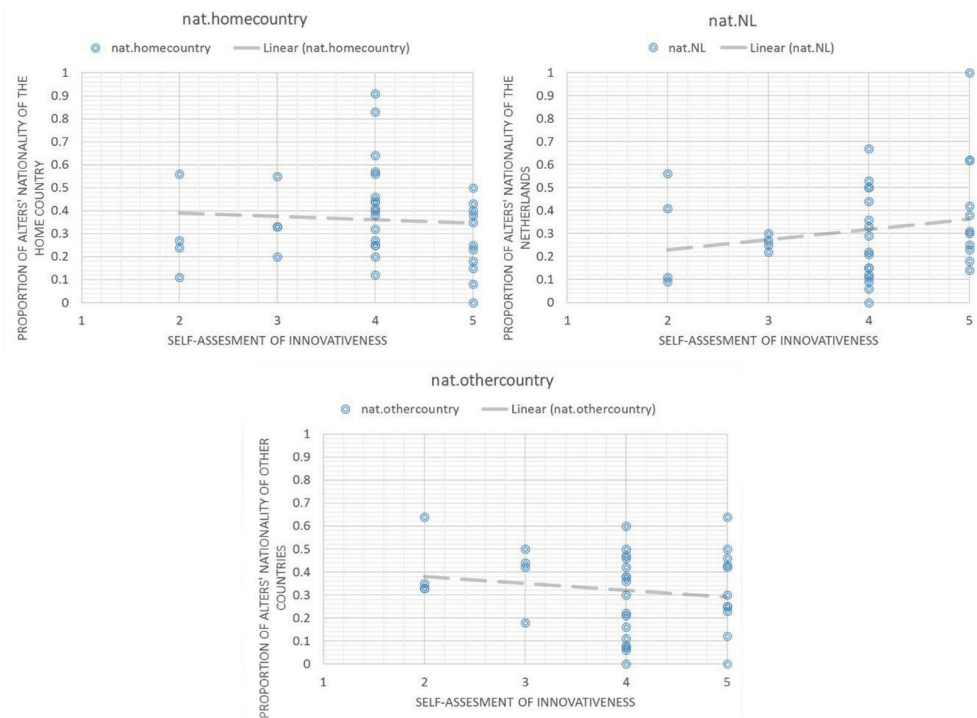 nat.homecountry
nat.homecountry Linear (nat.homecountry)
PROPORTION OF ALTERS' NATIONALITY OF THE
HOME COUNTRY
1
0.9
0.8
0.7
0.6
0.5
0.4
0.3
0.2
0.1
0
1 2 3 4 5
SELF-ASSESMENT OF INNOVATIVENESS
nat.NL
nat.NL Linear (nat.NL)
PROPORTION OF ALTERS' NATIONALITY OF THE
NETHERLANDS
1
0.9
0.8
0.7
0.6
0.5
0.4
0.3
0.2
0.1
0
1 2 3 4 5
SELF-ASSESMENT OF INNOVATIVENESS
nat.othercountry
nat.othercountry Linear (nat.othercountry)
PROPORTION OF ALTERS' NATIONALITY OF OTHER
COUNTRIES
1
0.9
0.8
0.7
0.6
0.5
0.4
0.3
0.2
0.1
0
1 2 3 4 5
SELF-ASSESMENT OF INNOVATIVENESS